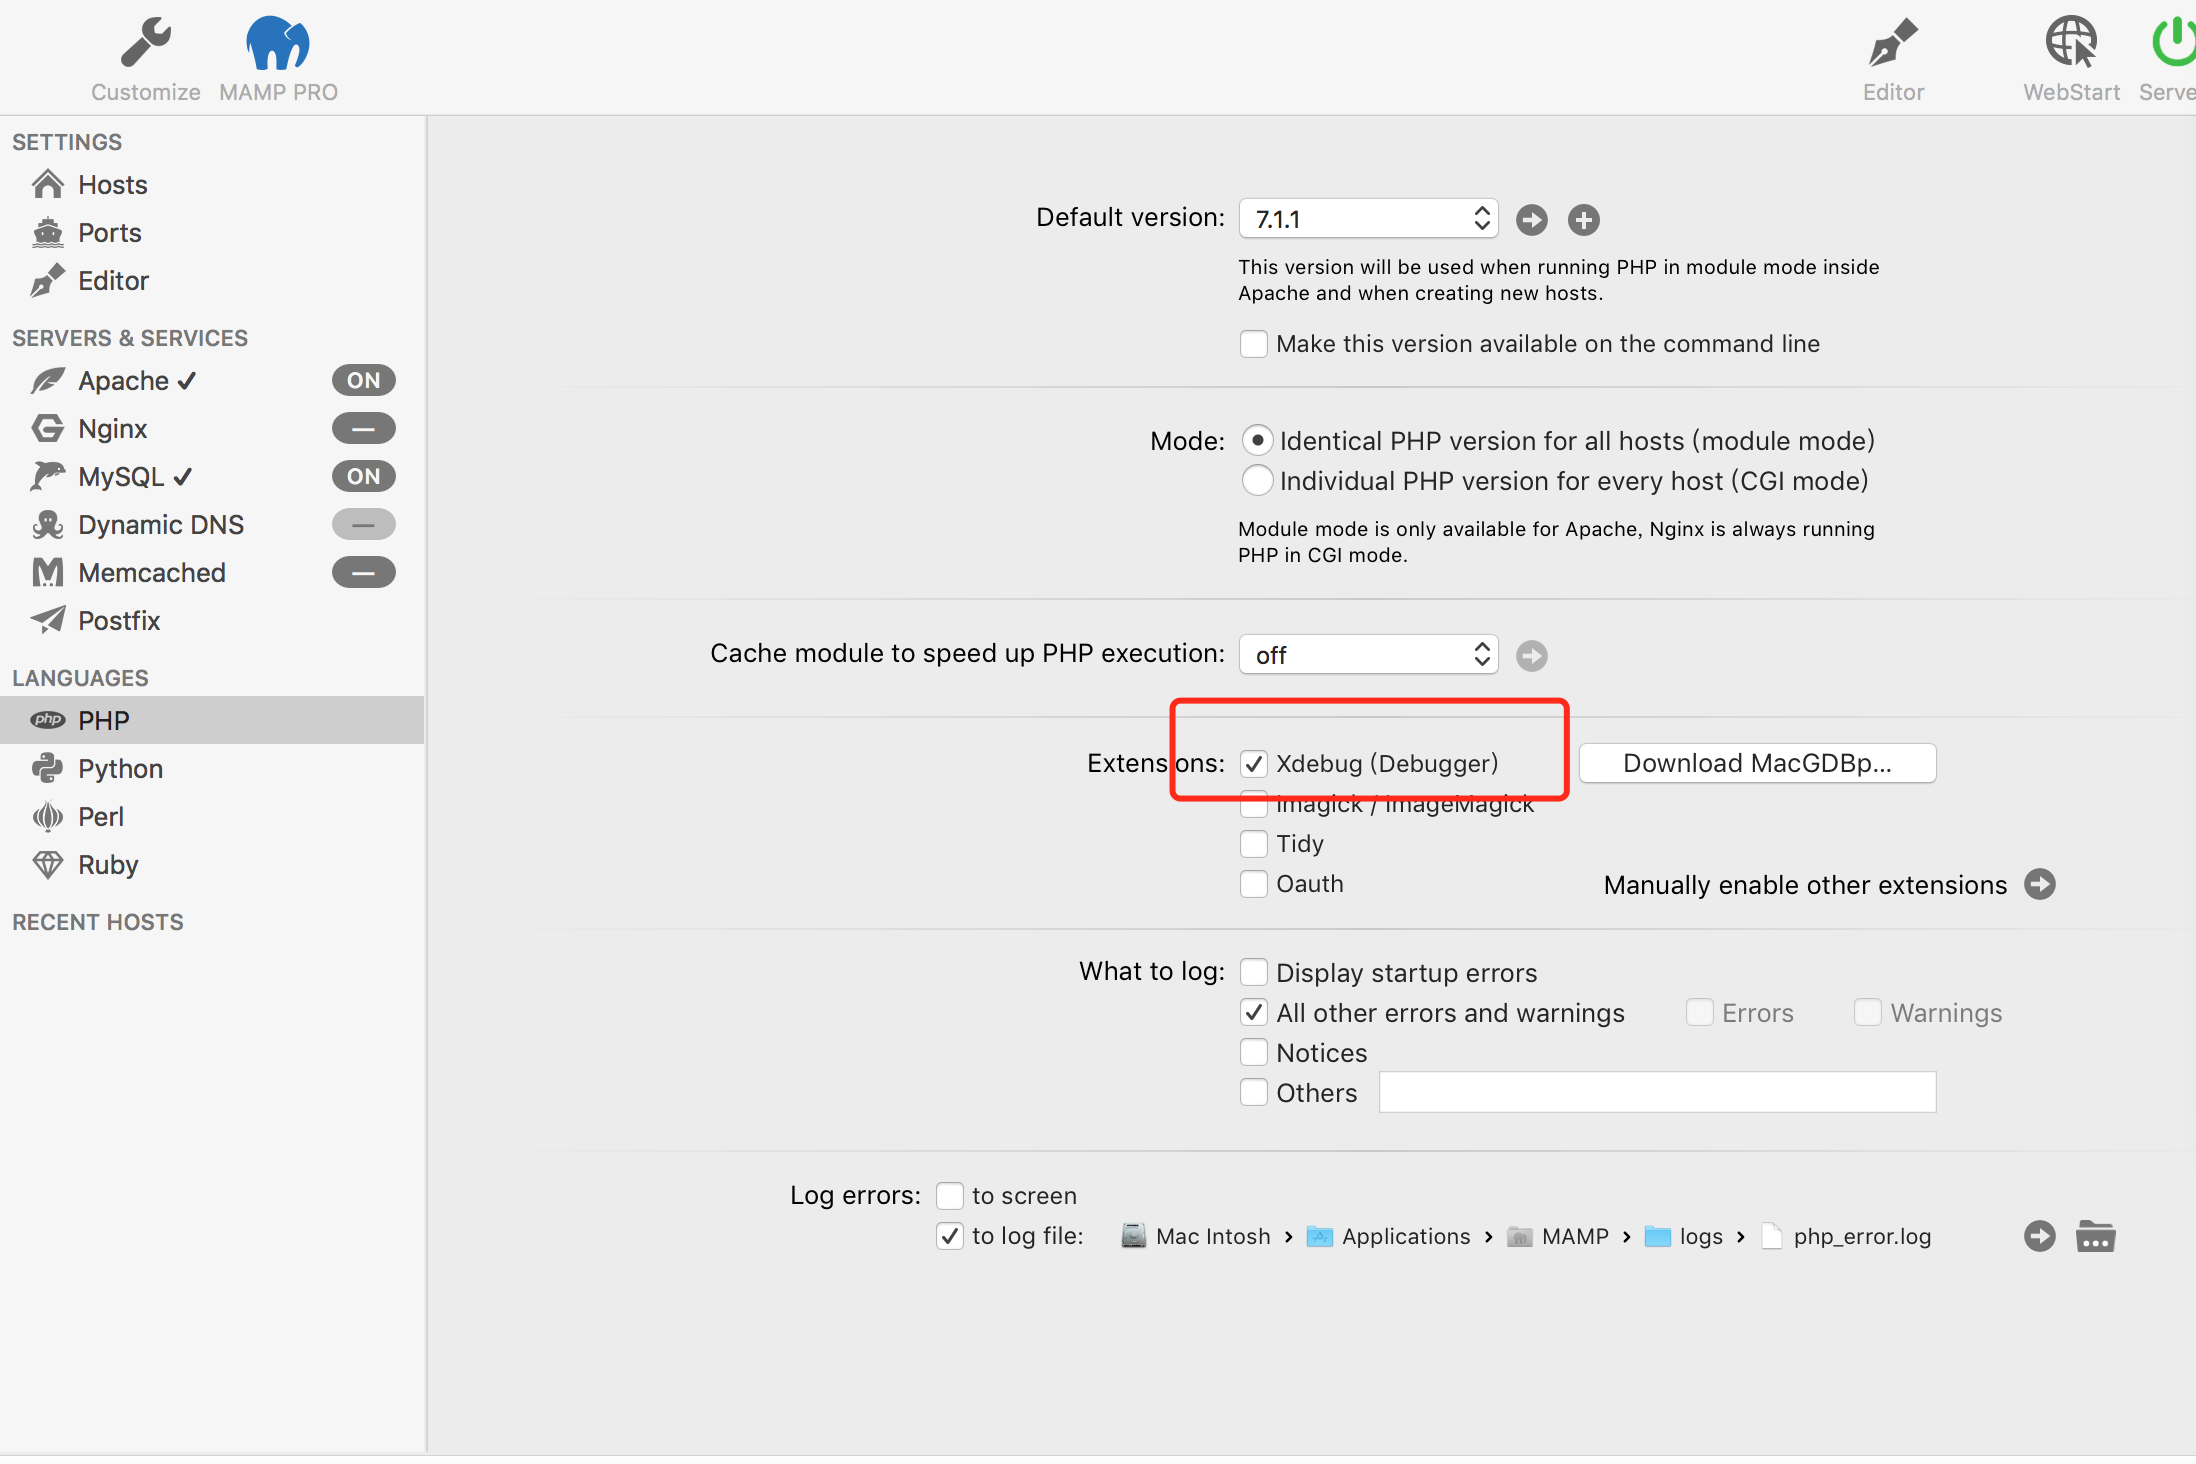 Customize
MAMP PRO
Editor
WebStart
Serve
SETTINGS
Hosts
Ports
Editor
SERVERS & SERVICES
Apache ✓ ON
Nginx —
MySQL ✓ ON
Dynamic DNS —
Memcached —
Postfix
LANGUAGES
php PHP
Python
Perl
Ruby
RECENT HOSTS
Default version: 7.1.1
This version will be used when running PHP in module mode inside
Apache and when creating new hosts.
Make this version available on the command line
Mode: Identical PHP version for all hosts (module mode)
Individual PHP version for every host (CGI mode)
Module mode is only available for Apache, Nginx is always running
PHP in CGI mode.
Cache module to speed up PHP execution: off
Extensions: Xdebug (Debugger) Download MacGDBp...
Imagick / ImageMagick
Tidy
Oauth Manually enable other extensions
What to log: Display startup errors
All other errors and warnings Errors Warnings
Notices
Others
Log errors: to screen
to log file: Mac Intosh › Applications › MAMP › logs › php_error.log